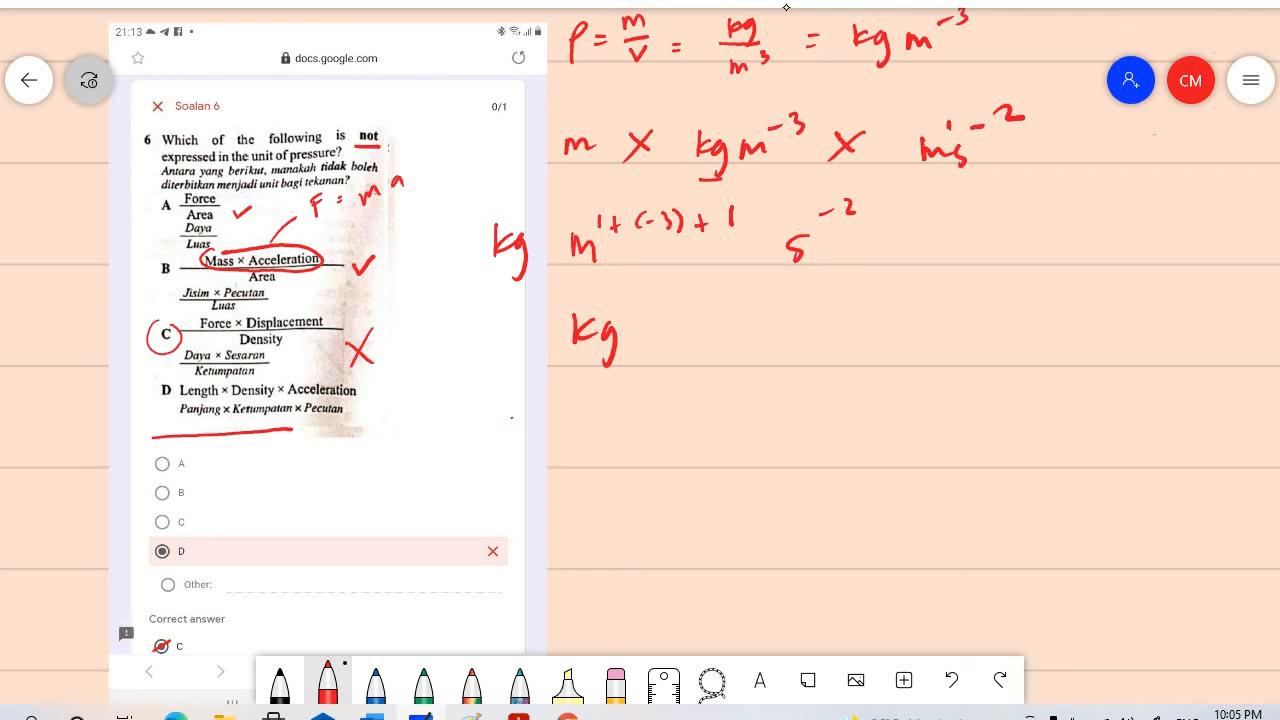 21:13
docs.google.com
Soalan 6 0/1
6 Which of the following is not
expressed in the unit of pressure?
Antara yang berikut, manakah tidak boleh
diterbitkan menjadi unit bagi tekanan?
A Force
Area
Daya
Luas
B Mass × Acceleration
Area
Jisim × Pecutan
Luas
C Force × Displacement
Density
Daya × Sesaran
Ketumpatan
D Length × Density × Acceleration
Panjang × Ketumpatan × Pecutan
F = m a
A
B
C
D
Other:
Correct answer
C
ρ = m/v = kg/m³ = kg m⁻³
m × kg m⁻³ × m¹s⁻²
kg m¹⁺⁽⁻³⁾⁺¹ s⁻²
kg
CM
A
10:05 PM